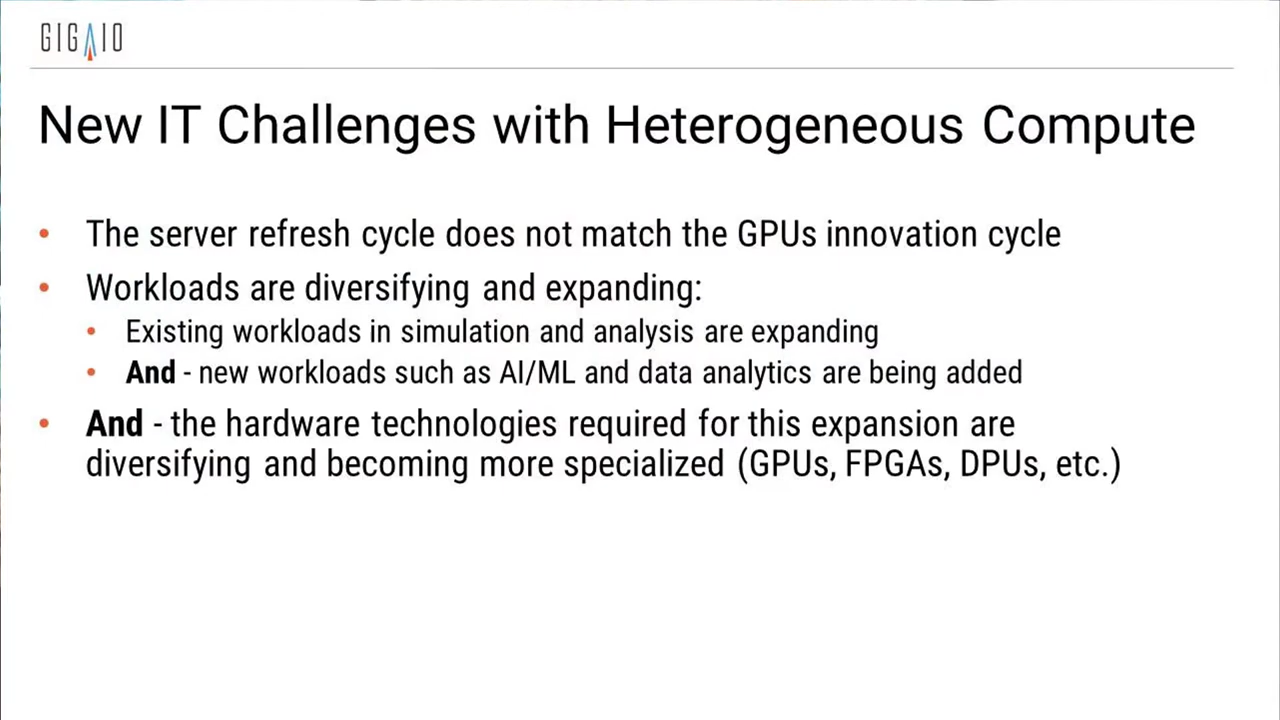 GIGAIO
New IT Challenges with Heterogeneous Compute
• The server refresh cycle does not match the GPUs innovation cycle
• Workloads are diversifying and expanding:
• Existing workloads in simulation and analysis are expanding
• And - new workloads such as AI/ML and data analytics are being added
• And - the hardware technologies required for this expansion are
diversifying and becoming more specialized (GPUs, FPGAs, DPUs, etc.)